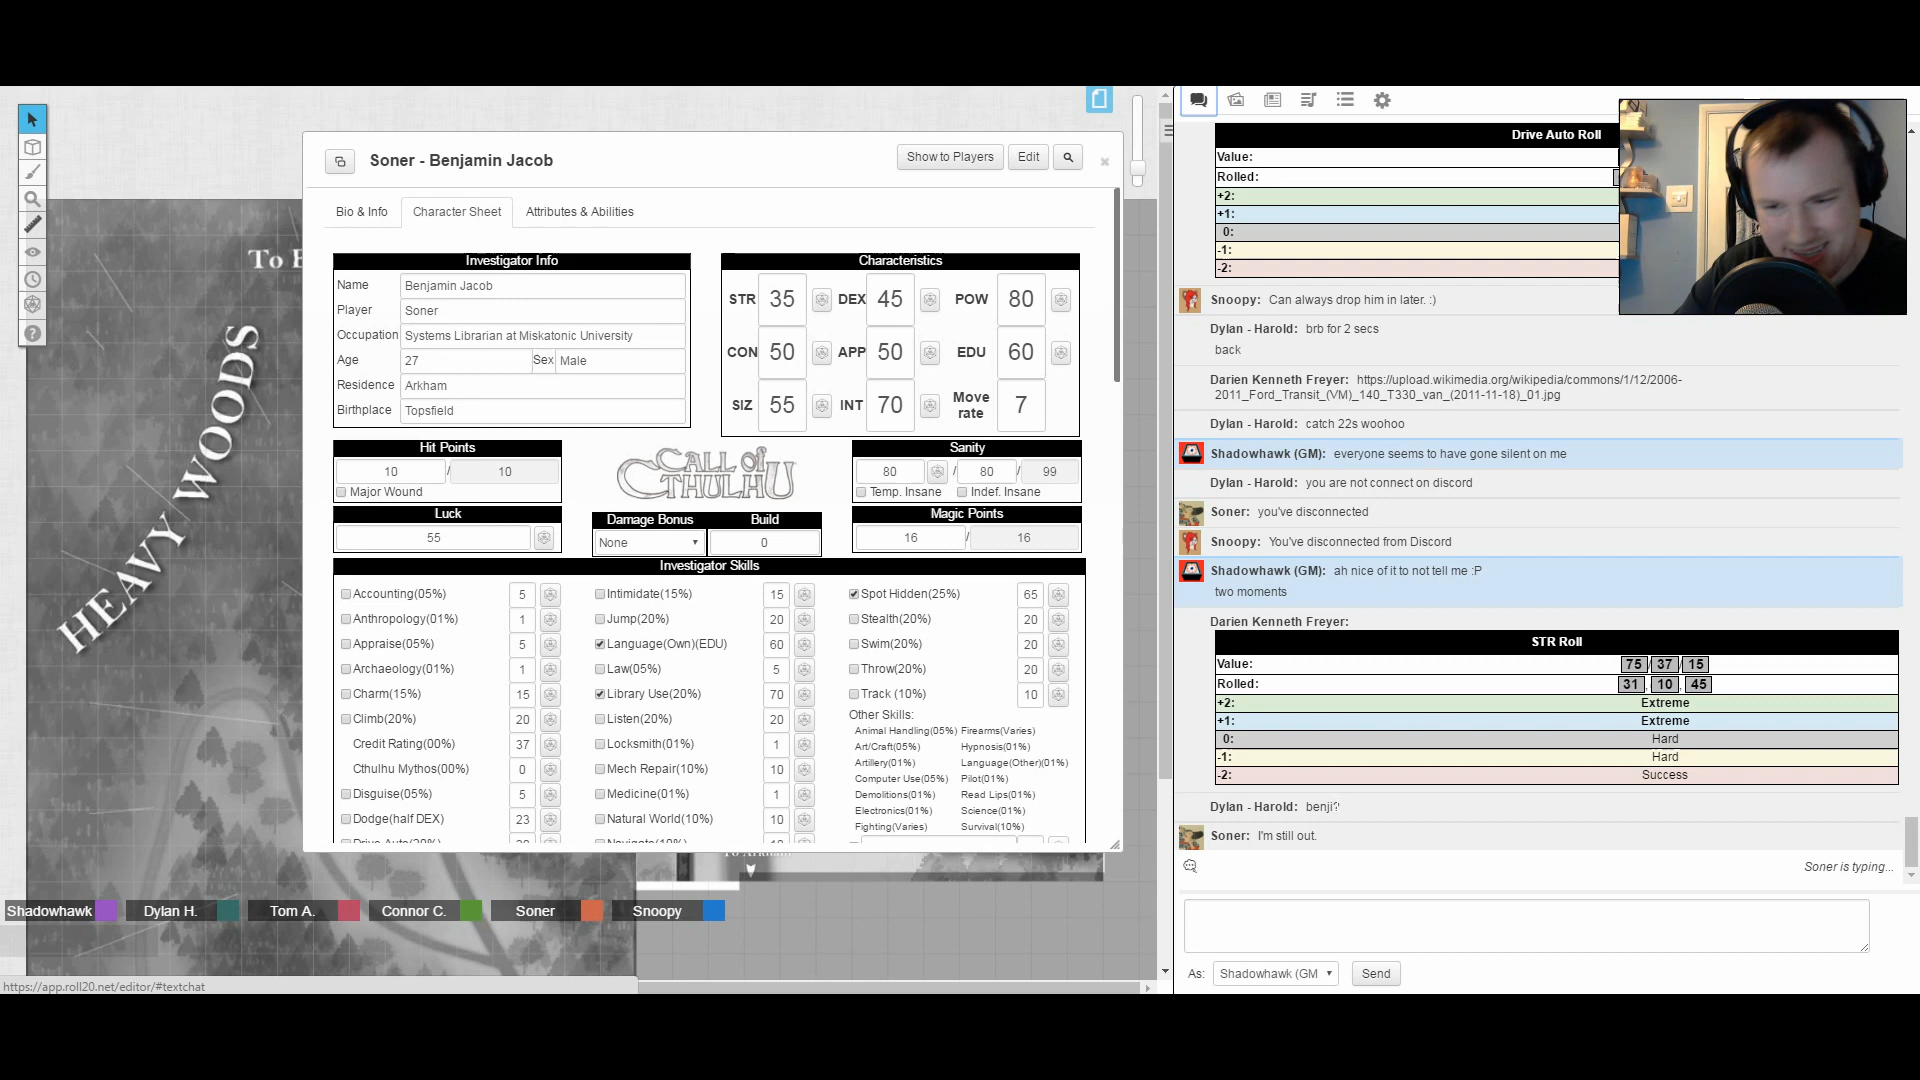 Soner - Benjamin Jacob
Show to Players
Edit
Bio & Info
Character Sheet
Attributes & Abilities
To
HEAVY WOODS
Investigator Info
Name Benjamin Jacob
Player Soner
Occupation Systems Librarian at Miskatonic University
Age 27 Sex Male
Residence Arkham
Birthplace Topsfield
Characteristics
STR 35 DEX 45 POW 80
CON 50 APP 50 EDU 60
SIZ 55 INT 70 Move rate 7
Hit Points
10 / 10
Major Wound
CALL of CTHULHU
Sanity
80 / 80 / 99
Temp. Insane Indef. Insane
Luck
55
Damage Bonus Build
None 0
Magic Points
16 / 16
Investigator Skills
Accounting(05%) 5
Anthropology(01%) 1
Appraise(05%) 5
Archaeology(01%) 1
Charm(15%) 15
Climb(20%) 20
Credit Rating(00%) 37
Cthulhu Mythos(00%) 0
Disguise(05%) 5
Dodge(half DEX) 23
Drive Auto(20%) 20
Intimidate(15%) 15
Jump(20%) 20
Language(Own)(EDU) 60
Law(05%) 5
Library Use(20%) 70
Listen(20%) 20
Locksmith(01%) 1
Mech Repair(10%) 10
Medicine(01%) 1
Natural World(10%) 10
Navigate(10%) 10
Spot Hidden(25%) 65
Stealth(20%) 20
Swim(20%) 20
Throw(20%) 20
Track (10%) 10
Other Skills:
Animal Handling(05%) Firearms(Varies)
Art/Craft(05%) Hypnosis(01%)
Artillery(01%) Language(Other)(01%)
Computer Use(05%) Pilot(01%)
Demolitions(01%) Read Lips(01%)
Electronics(01%) Science(01%)
Fighting(Varies) Survival(10%)
To Arkham
Shadowhawk
Dylan H.
Tom A.
Connor C.
Soner
Snoopy
https://app.roll20.net/editor/#textchat
Drive Auto Roll
Value:
Rolled:
+2:
+1:
0:
-1:
-2:
Snoopy: Can always drop him in later. :)
Dylan - Harold: brb for 2 secs
back
Darien Kenneth Freyer: https://upload.wikimedia.org/wikipedia/commons/1/12/2006-
2011_Ford_Transit_(VM)_140_T330_van_(2011-11-18)_01.jpg
Dylan - Harold: catch 22s woohoo
Shadowhawk (GM): everyone seems to have gone silent on me
Dylan - Harold: you are not connect on discord
Soner: you've disconnected
Snoopy: You've disconnected from Discord
Shadowhawk (GM): ah nice of it to not tell me :P
two moments
Darien Kenneth Freyer:
STR Roll
Value: 75 / 37 / 15
Rolled: 31 , 10 , 45
+2: Extreme
+1: Extreme
0: Hard
-1: Hard
-2: Success
Dylan - Harold: benji?
Soner: I'm still out.
Soner is typing...
As: Shadowhawk (GM
Send